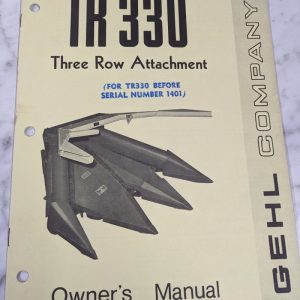 TR 330
Three Row Attachment
(FOR TR330 BEFORE
SERIAL NUMBER 1401)
GEHL COMPANY
Owner's Manual